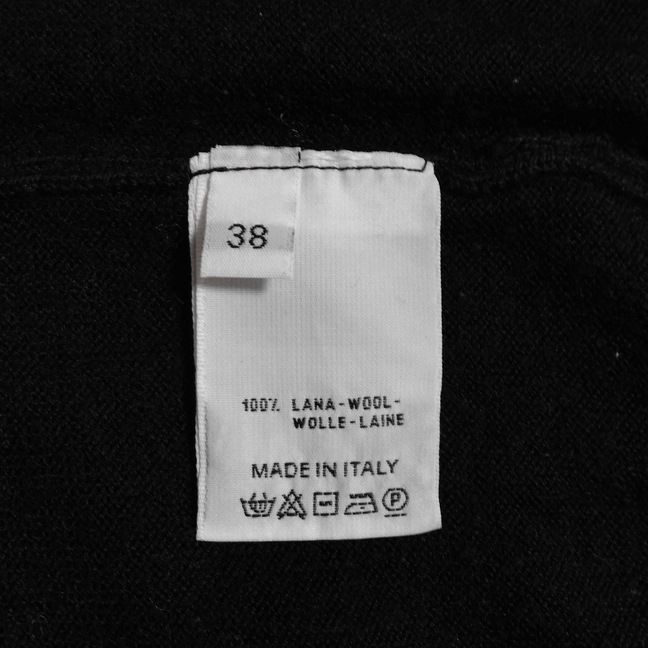 38
100% LANA-WOOL-
WOLLE-LAINE
MADE IN ITALY
P